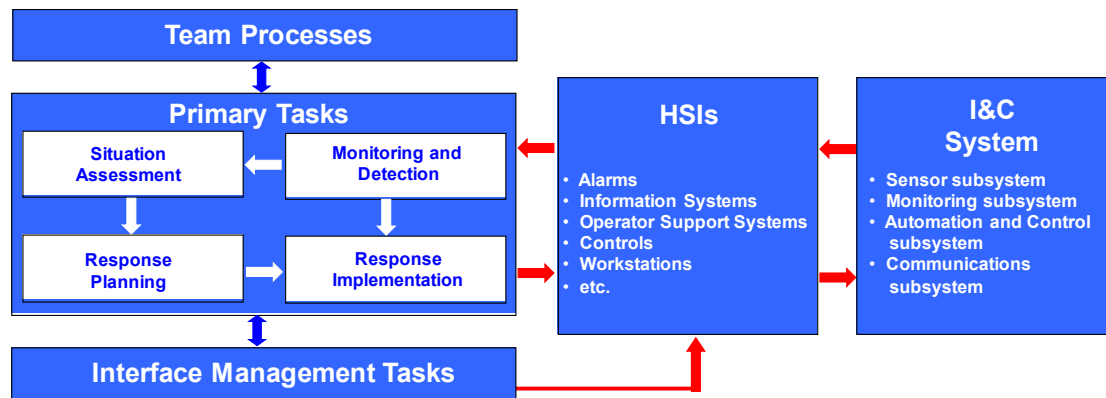 Team Processes
Primary Tasks
Situation
Assessment
Monitoring and
Detection
Response
Planning
Response
Implementation
Interface Management Tasks
HSIs
• Alarms
• Information Systems
• Operator Support Systems
• Controls
• Workstations
• etc.
I&C
System
• Sensor subsystem
• Monitoring subsystem
• Automation and Control
subsystem
• Communications
subsystem